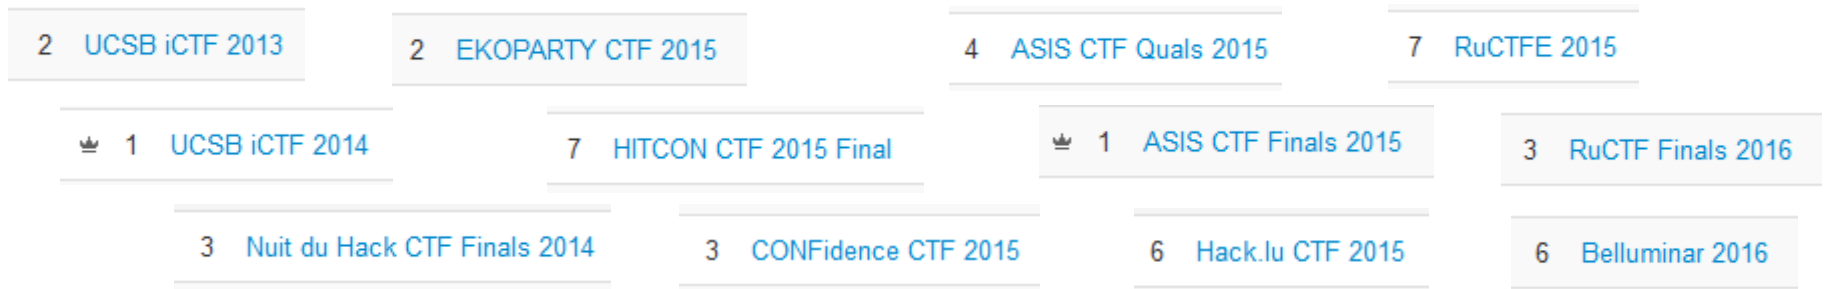 2 UCSB iCTF 2013
2 EKOPARTY CTF 2015
4 ASIS CTF Quals 2015
7 RuCTFE 2015
1 UCSB iCTF 2014
7 HITCON CTF 2015 Final
1 ASIS CTF Finals 2015
3 RuCTF Finals 2016
3 Nuit du Hack CTF Finals 2014
3 CONFidence CTF 2015
6 Hack.lu CTF 2015
6 Belluminar 2016